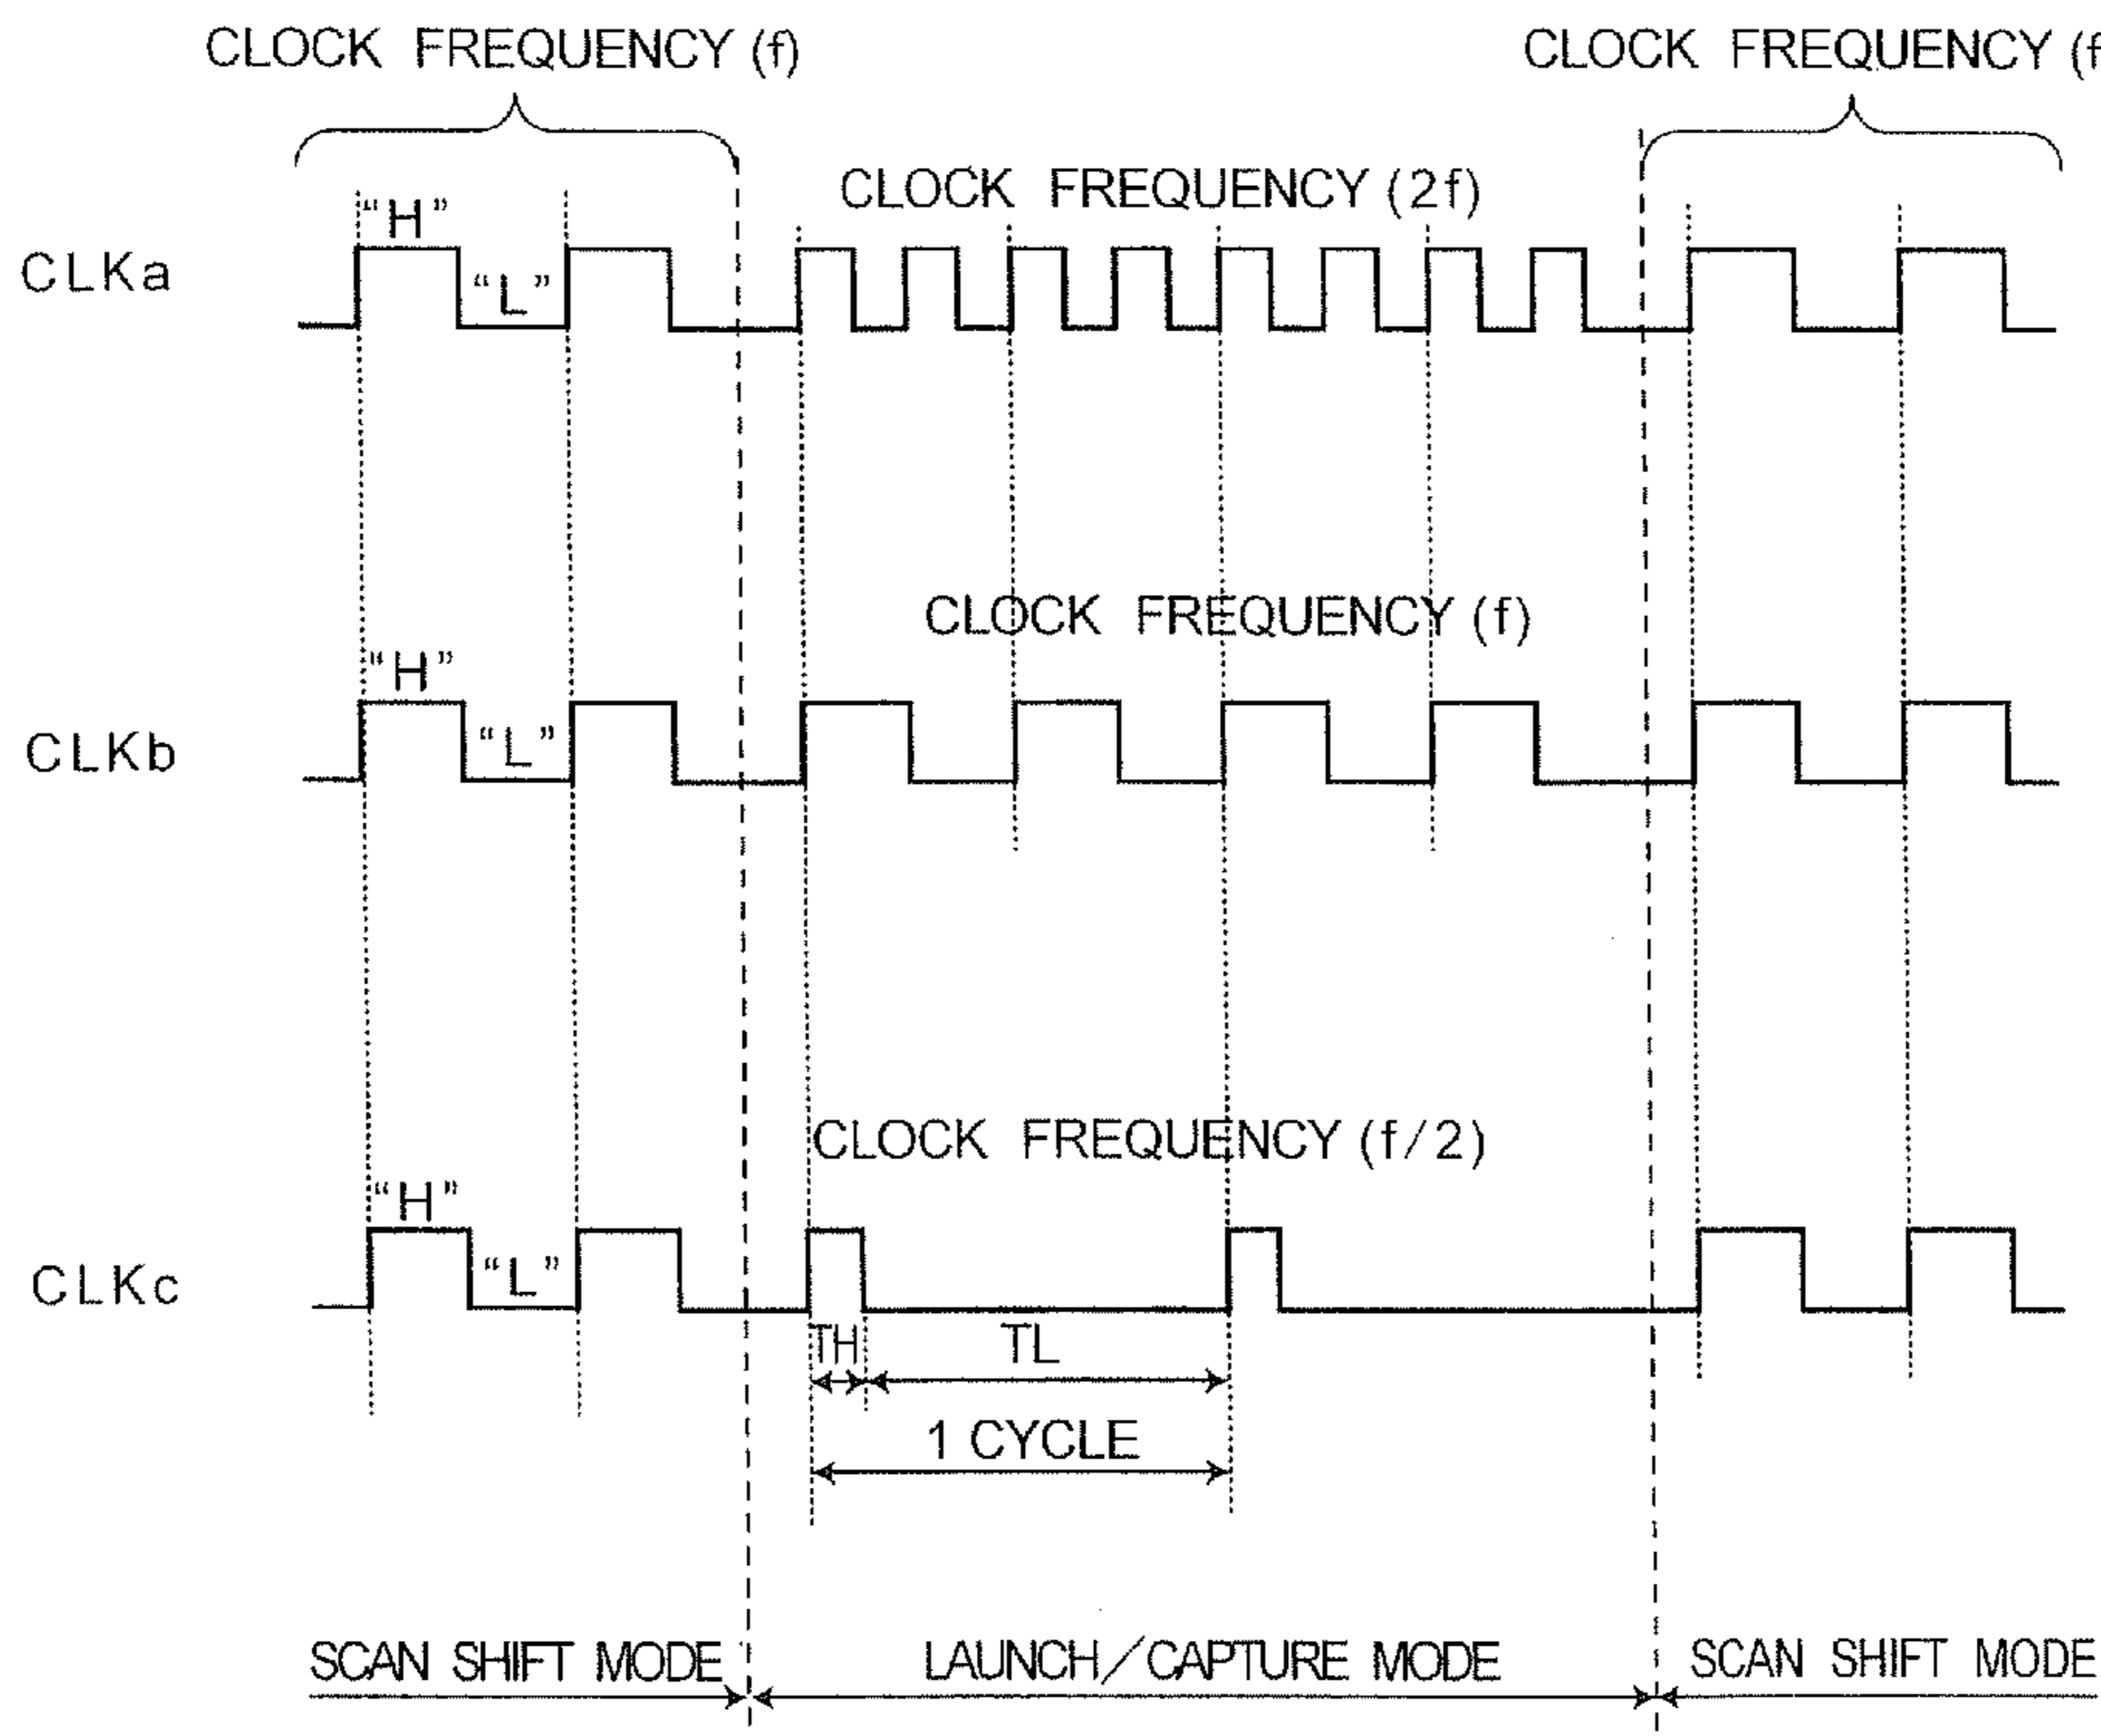 CLOCK FREQUENCY (f)
CLOCK FREQUENCY (f
CLOCK FREQUENCY (2f)
“H”
“L”
CLKa
CLOCK FREQUENCY (f)
“H”
“L”
CLKb
CLOCK FREQUENCY (f/2)
“H”
“L”
CLKc
TH
TL
1 CYCLE
SCAN SHIFT MODE
LAUNCH/CAPTURE MODE
SCAN SHIFT MODE